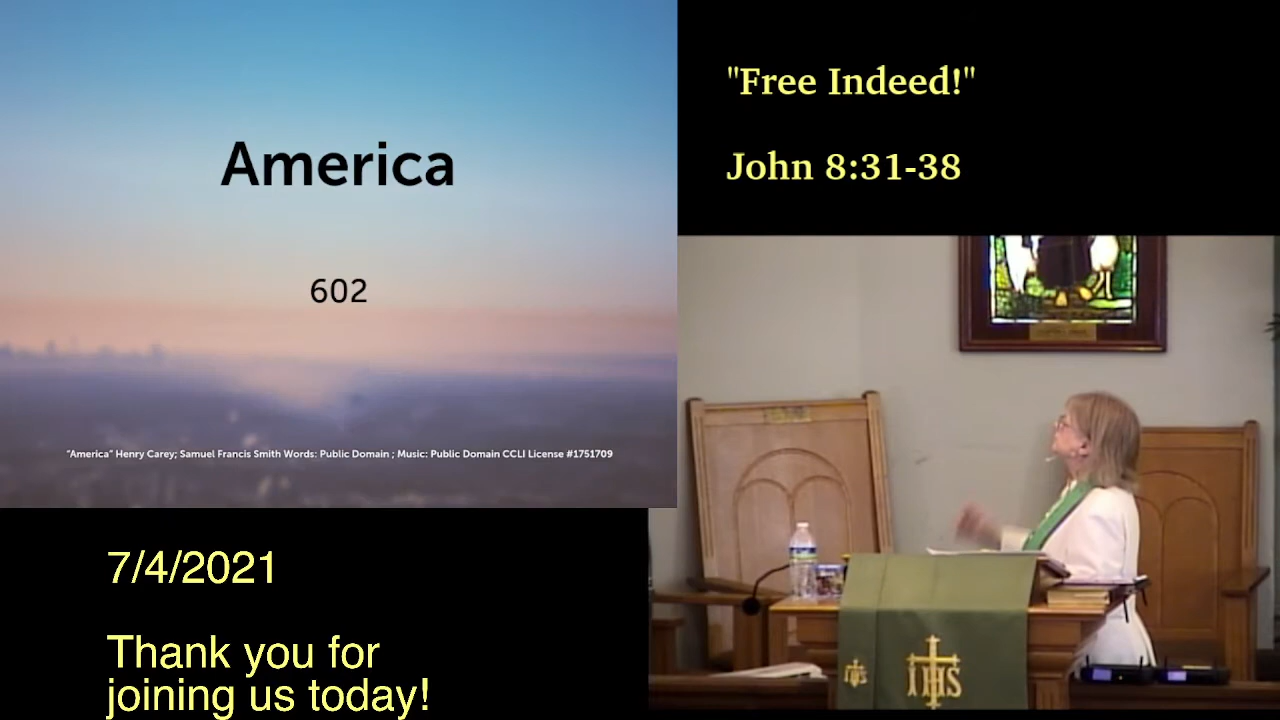 America
602
"America" Henry Carey; Samuel Francis Smith Words: Public Domain ; Music: Public Domain CCLI License #1751709
"Free Indeed!"
John 8:31-38
7/4/2021
Thank you for
joining us today!
IHS
IHS